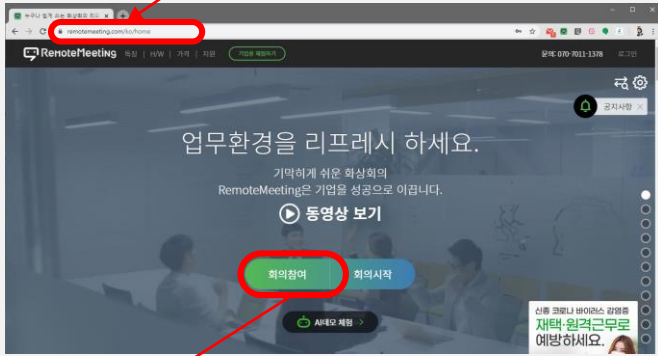 remotemeeting.com/ko/home
RemoteMeeting 특징 | H/W | 가격 | 지원
기업용 체험하기
문의: 070-7011-1378 로그인
공지사항 ×
업무환경을 리프레시 하세요.
기막히게 쉬운 화상회의
RemoteMeeting은 기업을 성공으로 이끕니다.
동영상 보기
회의참여 회의시작
AI데모 체험 ->
신종 코로나 바이러스 감염증
재택·원격근무로
예방하세요.